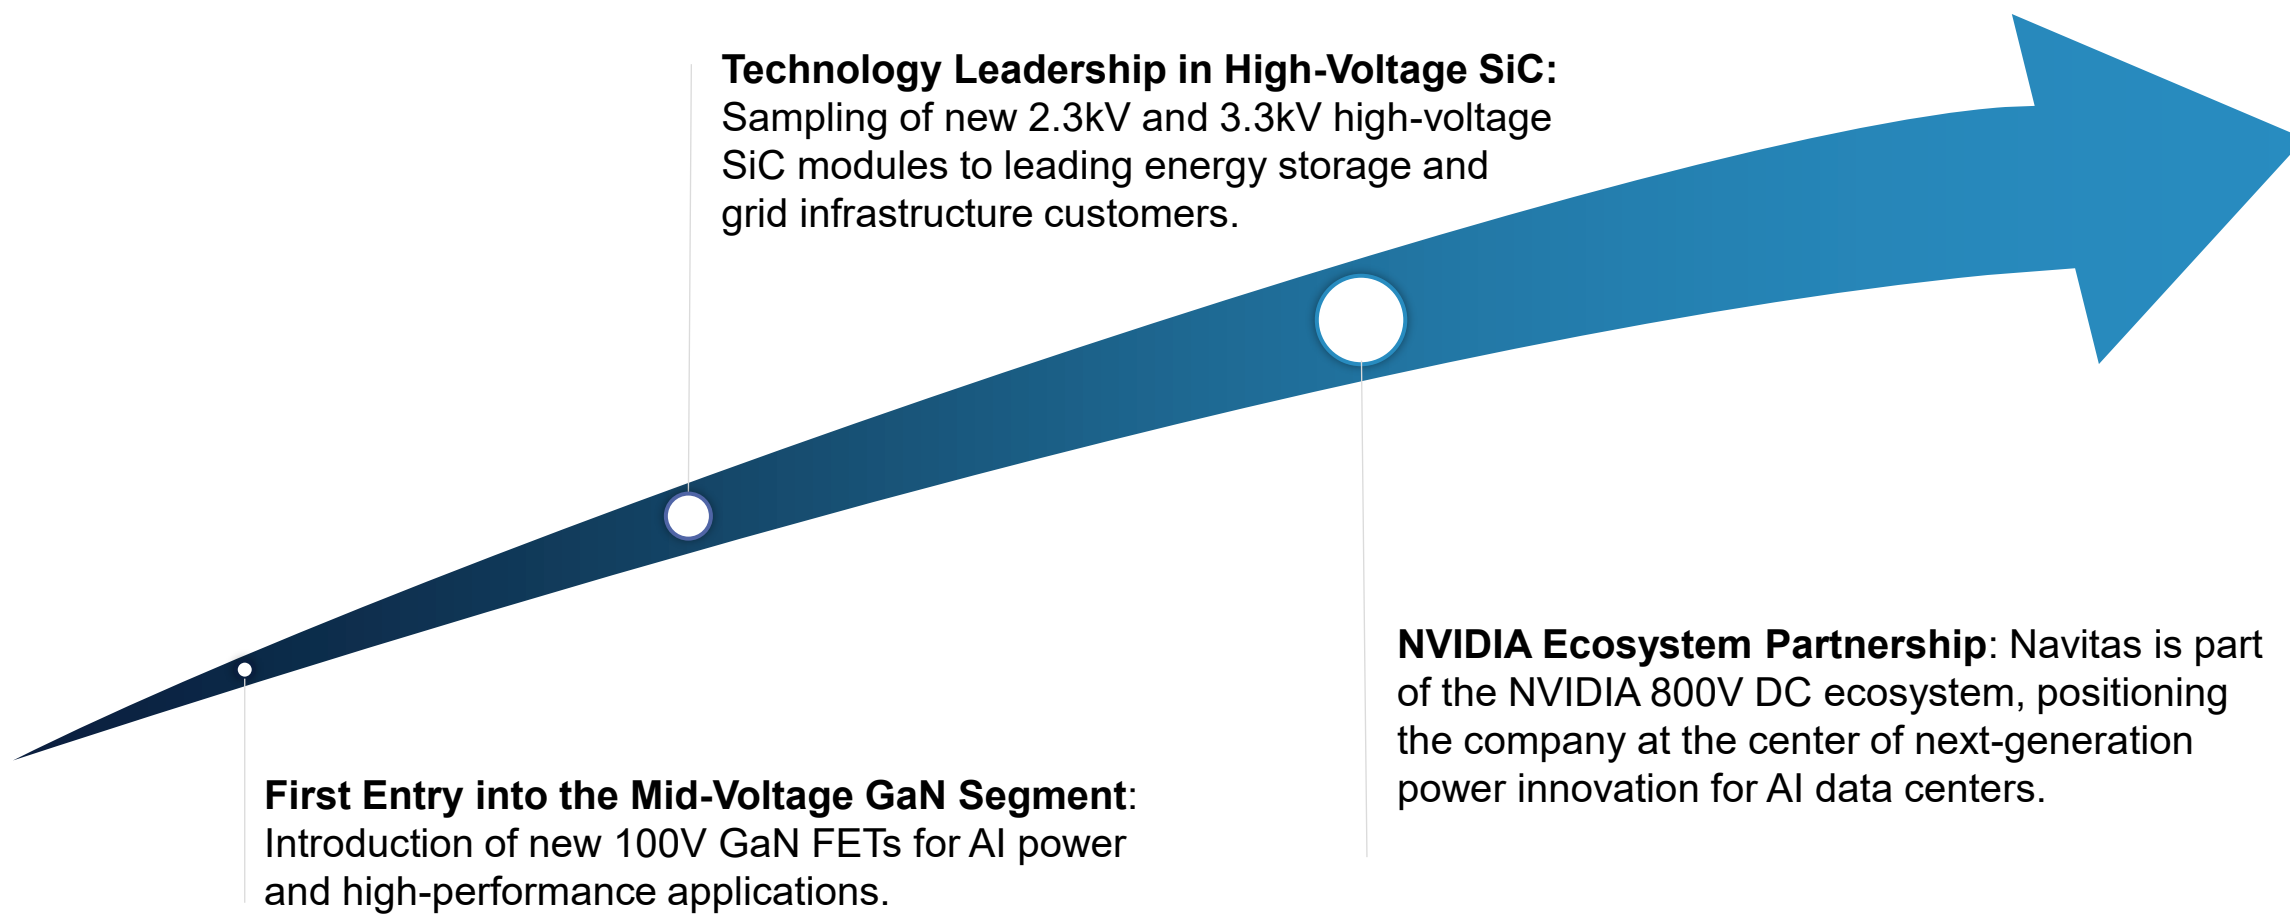 Technology Leadership in High-Voltage SiC:
Sampling of new 2.3kV and 3.3kV high-voltage
SiC modules to leading energy storage and
grid infrastructure customers.
NVIDIA Ecosystem Partnership: Navitas is part
of the NVIDIA 800V DC ecosystem, positioning
the company at the center of next-generation
power innovation for AI data centers.
First Entry into the Mid-Voltage GaN Segment:
Introduction of new 100V GaN FETs for AI power
and high-performance applications.